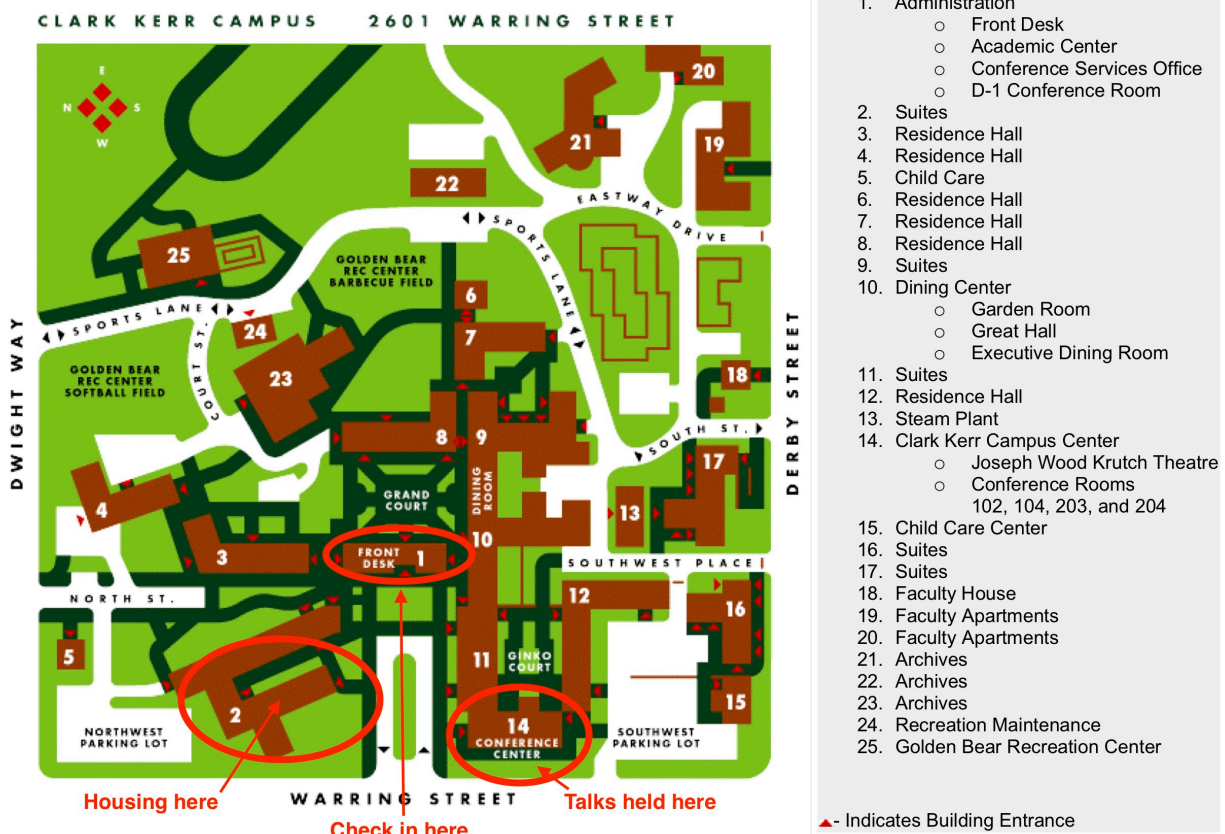 CLARK KERR CAMPUS 2601 WARRING STREET
E
N S
W
20
21
19
22
EASTWAY DRIVE
SPORTS LANE
25
GOLDEN BEAR
REC CENTER
BARBECUE FIELD
6
SPORTS LANE
24
7
COURT ST.
GOLDEN BEAR
REC CENTER
SOFTBALL FIELD
23
18
DWIGHT WAY
DERBY STREET
8
9
SOUTH ST.
17
DINING
ROOM
4
GRAND
COURT
13
10
3
FRONT
DESK
1
SOUTHWEST PLACE
NORTH ST.
12
16
5
11
GINKO
COURT
2
15
14
CONFERENCE
CENTER
NORTHWEST
PARKING LOT
SOUTHWEST
PARKING LOT
Housing here
WARRING STREET
Talks held here
Check in here
1. Administration
o Front Desk
o Academic Center
o Conference Services Office
o D-1 Conference Room
2. Suites
3. Residence Hall
4. Residence Hall
5. Child Care
6. Residence Hall
7. Residence Hall
8. Residence Hall
9. Suites
10. Dining Center
o Garden Room
o Great Hall
o Executive Dining Room
11. Suites
12. Residence Hall
13. Steam Plant
14. Clark Kerr Campus Center
o Joseph Wood Krutch Theatre
o Conference Rooms
102, 104, 203, and 204
15. Child Care Center
16. Suites
17. Suites
18. Faculty House
19. Faculty Apartments
20. Faculty Apartments
21. Archives
22. Archives
23. Archives
24. Recreation Maintenance
25. Golden Bear Recreation Center
- Indicates Building Entrance